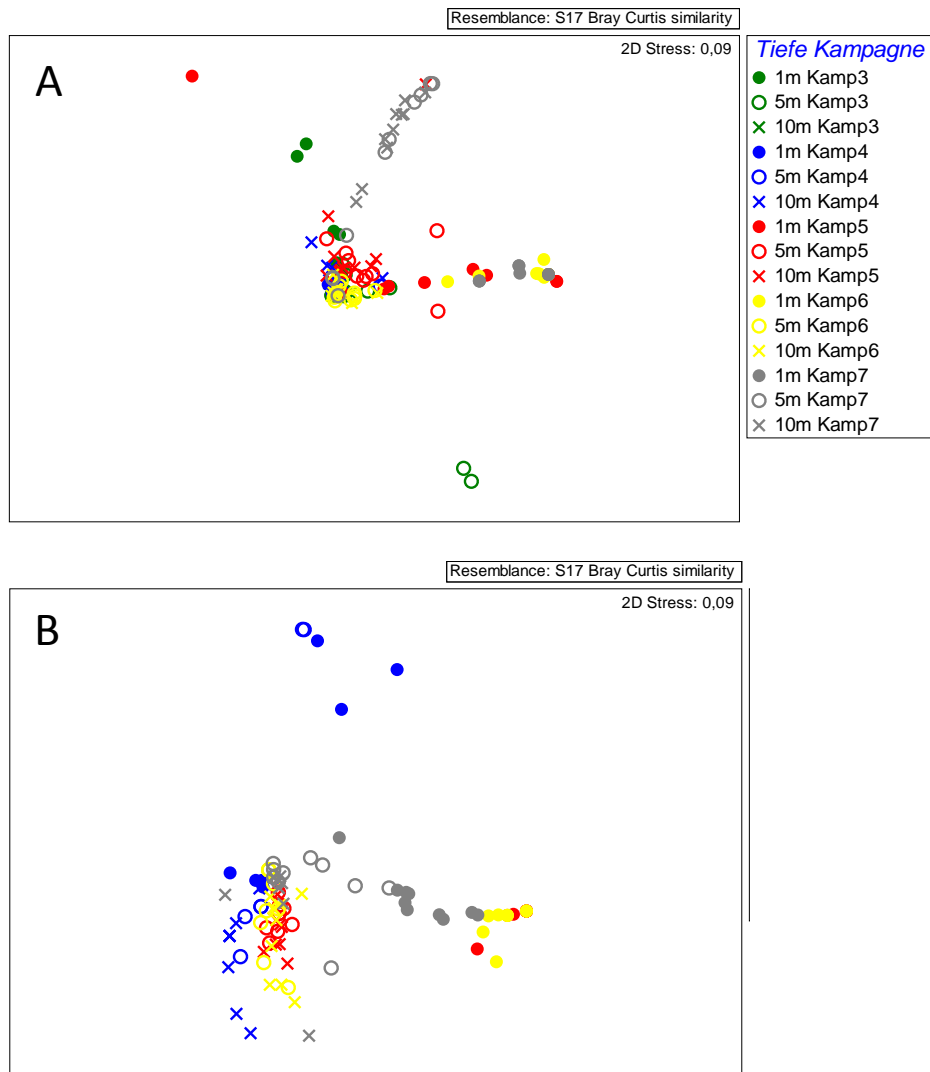 Resemblance: S17 Bray Curtis similarity
A
2D Stress: 0,09
Tiefe Kampagne
1m Kamp3
5m Kamp3
10m Kamp3
1m Kamp4
5m Kamp4
10m Kamp4
1m Kamp5
5m Kamp5
10m Kamp5
1m Kamp6
5m Kamp6
10m Kamp6
1m Kamp7
5m Kamp7
10m Kamp7
Resemblance: S17 Bray Curtis similarity
B
2D Stress: 0,09